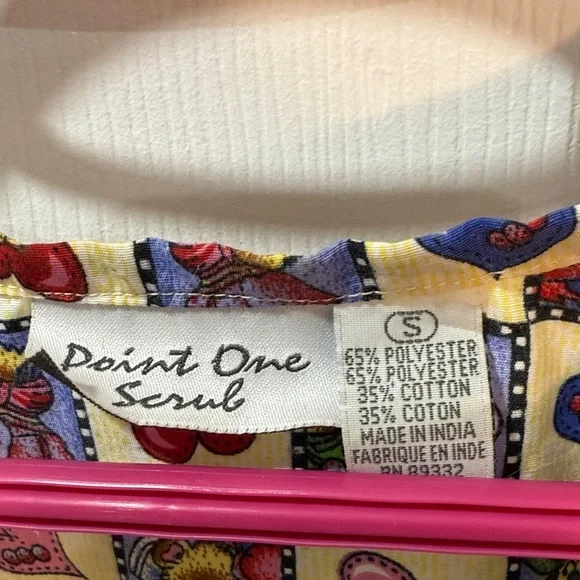 Point One
Scrub
S
65% POLYESTER
65% POLYESTER
35% COTTON
35% COTON
MADE IN INDIA
FABRIQUE EN INDE
RN 89332